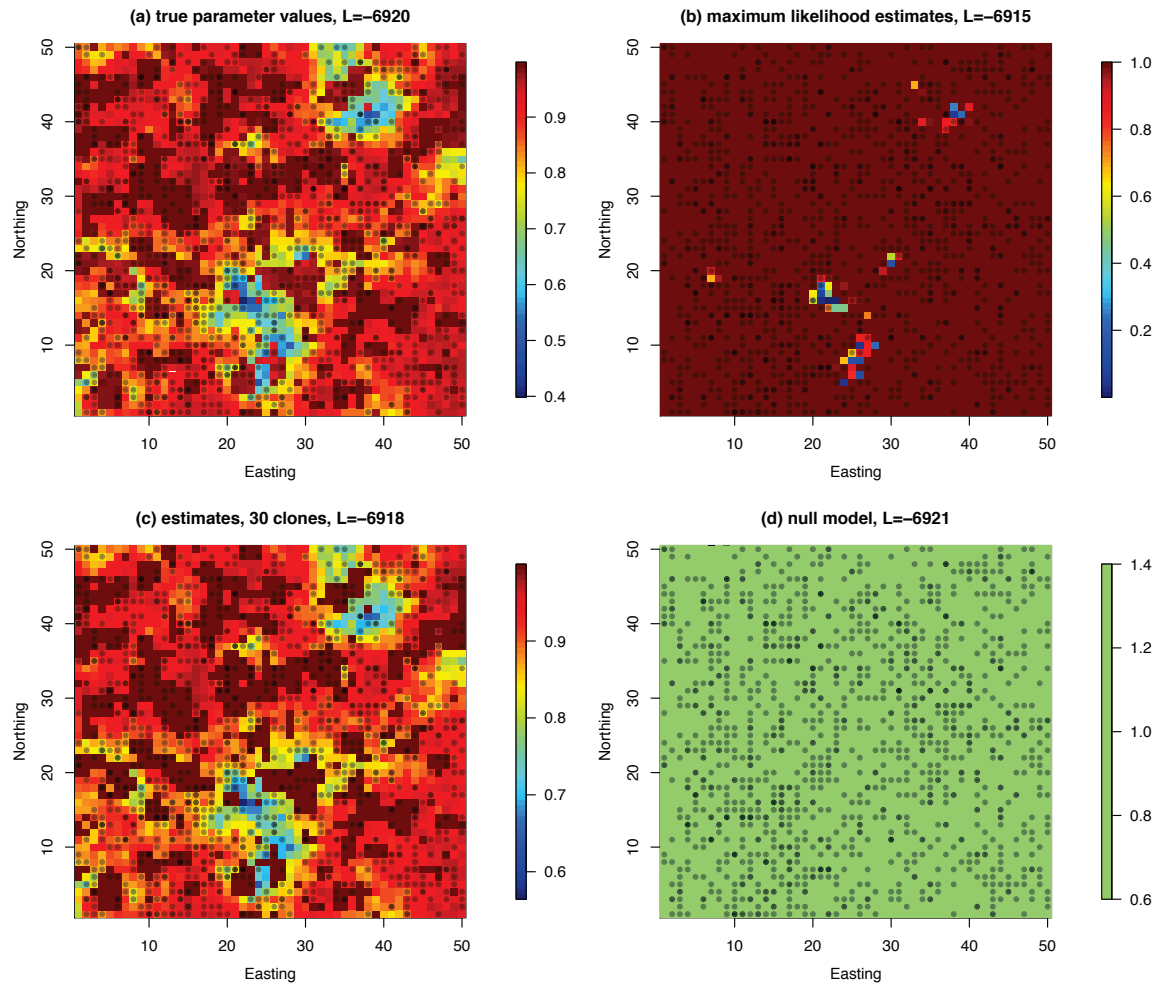 (a) true parameter values, L=−6920
50
40
30
20
10
Northing
10 20 30 40 50
Easting
0.9
0.8
0.7
0.6
0.5
0.4
(b) maximum likelihood estimates, L=−6915
50
40
30
20
10
Northing
10 20 30 40 50
Easting
1.0
0.8
0.6
0.4
0.2
(c) estimates, 30 clones, L=−6918
50
40
30
20
10
Northing
10 20 30 40 50
Easting
0.9
0.8
0.7
0.6
(d) null model, L=−6921
50
40
30
20
10
Northing
10 20 30 40 50
Easting
1.4
1.2
1.0
0.8
0.6